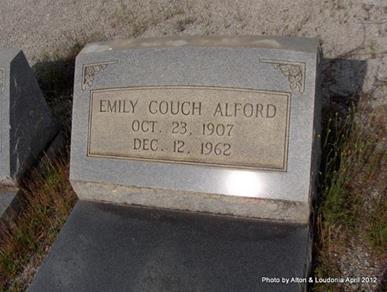 EMILY COUCH ALFORD
OCT. 23, 1907
DEC. 12, 1962
Photo by Alton & Loudonia April 2012